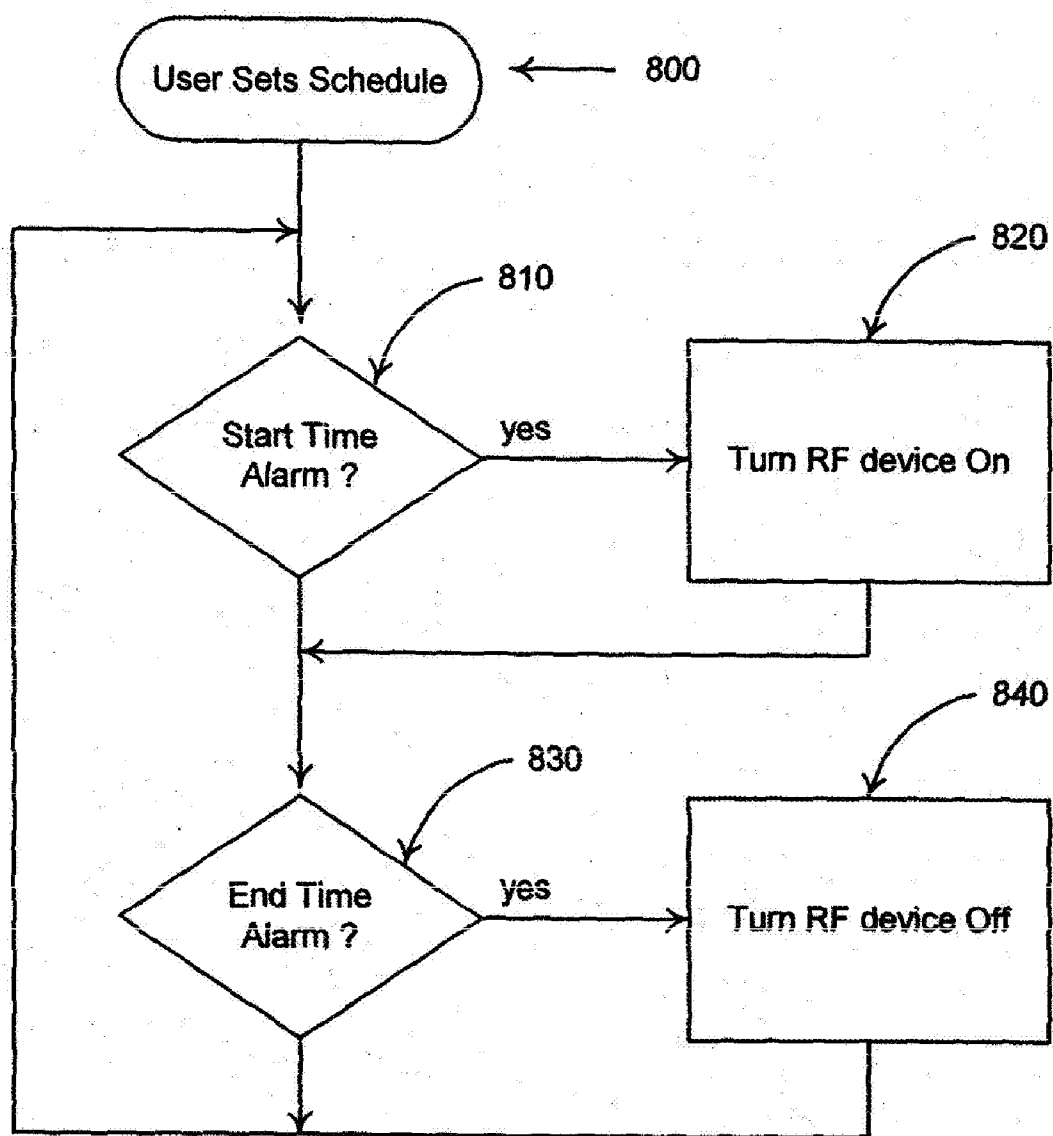 User Sets Schedule
800
820
810
Start Time
Alarm ?
yes
Turn RF device On
840
830
End Time
Alarm ?
yes
Turn RF device Off